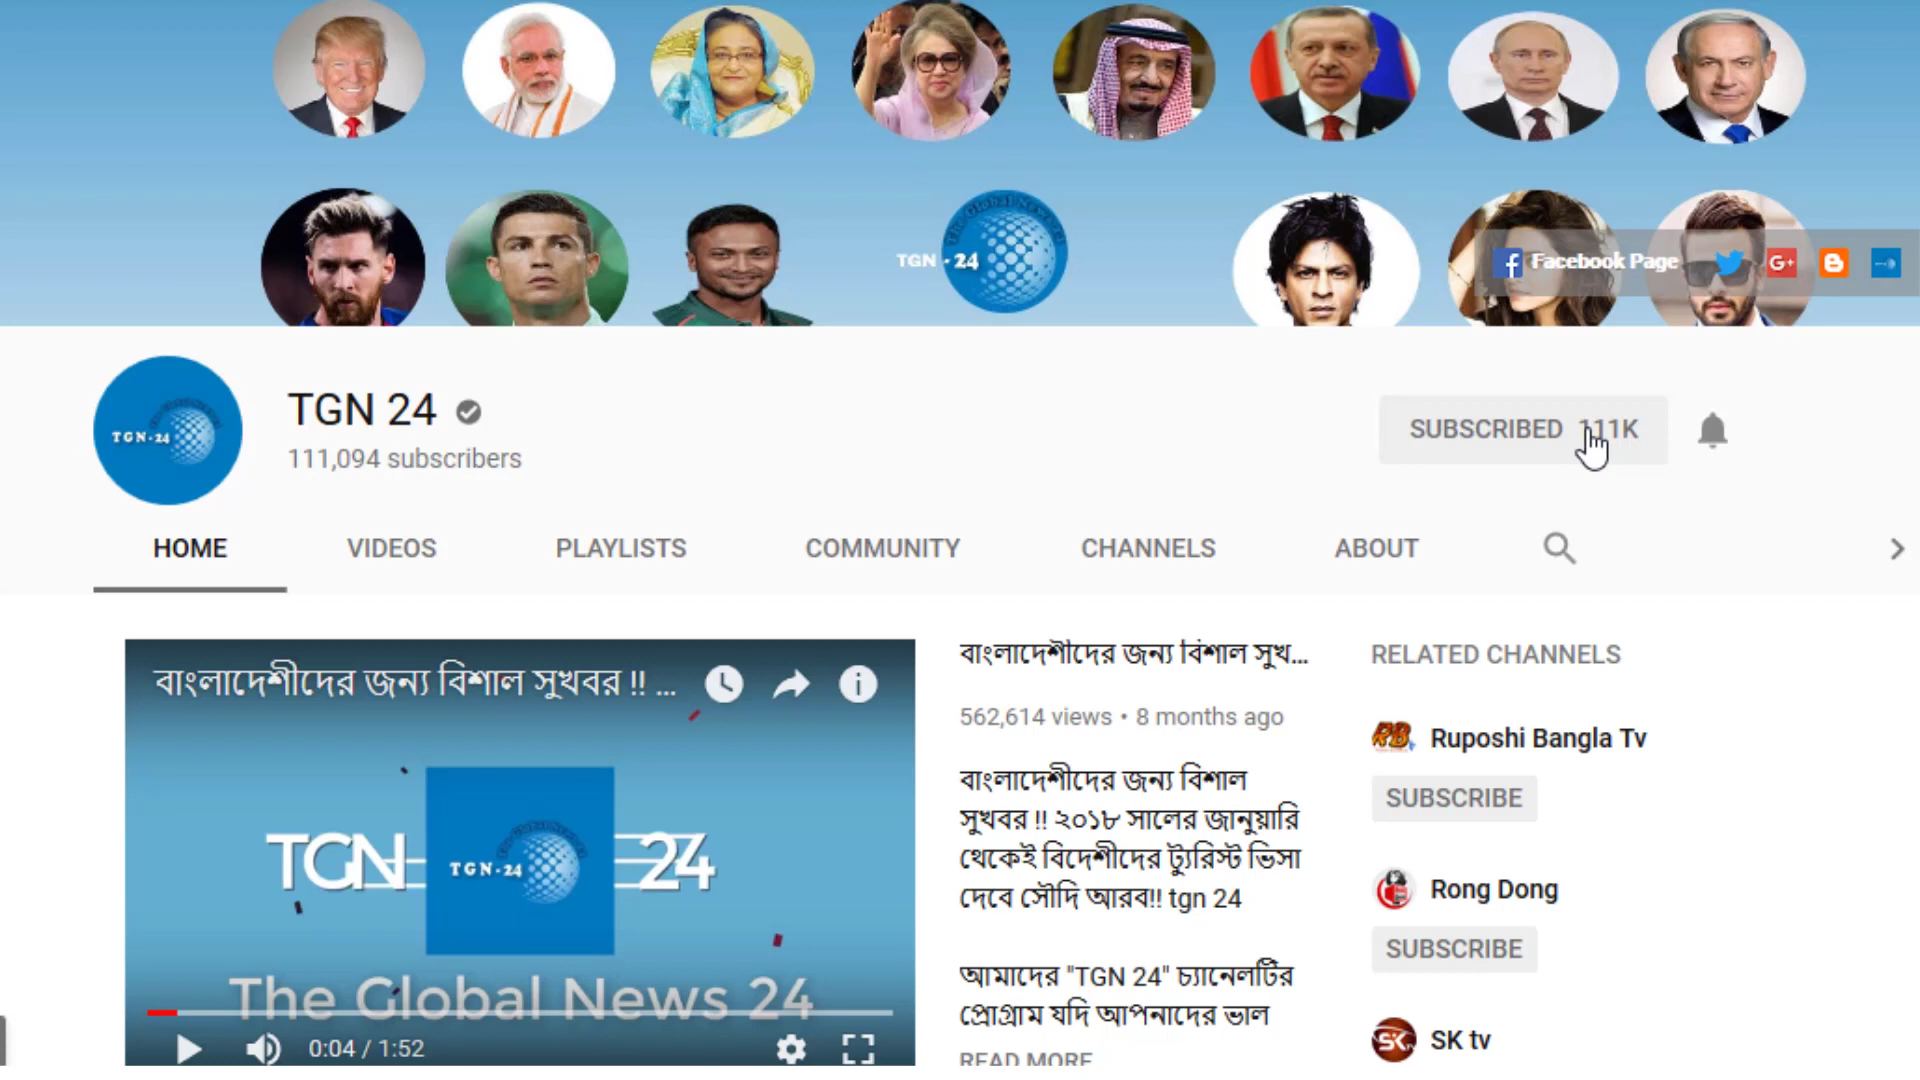 TGN - 24
Facebook Page
TGN-24
TGN 24
111,094 subscribers
SUBSCRIBED 111K
HOME
VIDEOS
PLAYLISTS
COMMUNITY
CHANNELS
ABOUT
বাংলাদেশীদের জন্য বিশাল সুখবর !! ...
TGN
TGN-24
24
The Global News 24
0:04 / 1:52
বাংলাদেশীদের জন্য বিশাল সুখ...
562,614 views • 8 months ago
বাংলাদেশীদের জন্য বিশাল
সুখবর !! ২০১৮ সালের জানুয়ারি
থেকেই বিদেশীদের ট্যুরিস্ট ভিসা
দেবে সৌদি আরব!! tgn 24
আমাদের "TGN 24" চ্যানেলটির
প্রোগ্রাম যদি আপনাদের ভাল
READ MORE
RELATED CHANNELS
Ruposhi Bangla Tv
SUBSCRIBE
Rong Dong
SUBSCRIBE
SK tv